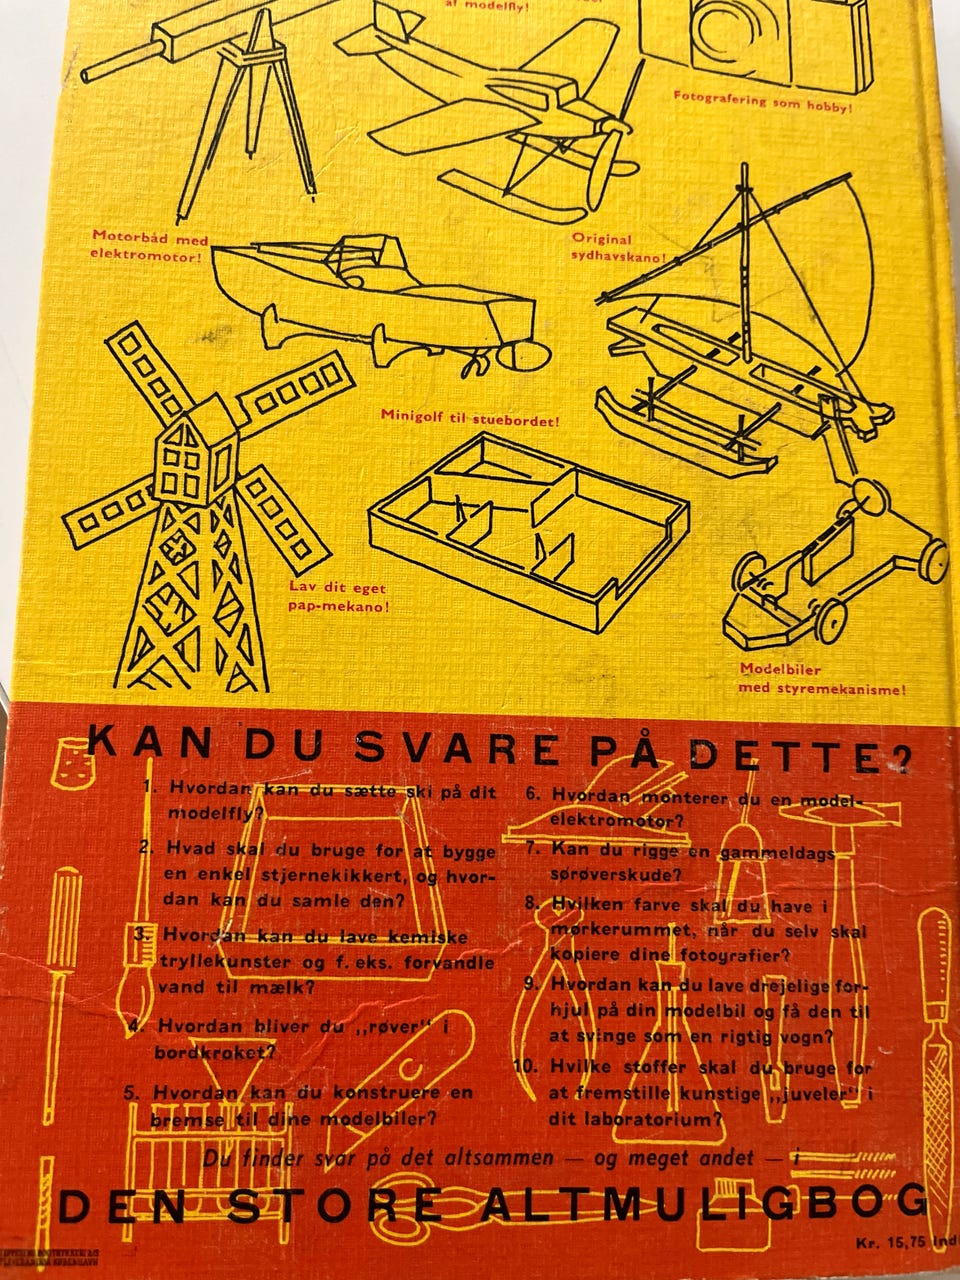 af modelfly!
Fotografering som hobby!
Motorbåd med
elektromotor!
Original
sydhavskano!
Minigolf til stuebordet!
Lav dit eget
pap-mekano!
Modelbiler
med styremekanisme!
KAN DU SVARE PÅ DETTE?
1. Hvordan kan du sætte ski på dit
modelfly?
2. Hvad skal du bruge for at bygge
en enkel stjernekikkert, og hvor-
dan kan du samle den?
3. Hvordan kan du lave kemiske
tryllekunster og f. eks. forvandle
vand til mælk?
4. Hvordan bliver du „røver“ i
bordkroket?
5. Hvordan kan du konstruere en
bremse til dine modelbiler?
6. Hvordan monterer du en model-
elektromotor?
7. Kan du rigge en gammeldags
sørøverskude?
8. Hvilken farve skal du have i
mørkerummet, når du selv skal
kopiere dine fotografier?
9. Hvordan kan du lave drejelige for-
hjul på din modelbil og få den til
at svinge som en rigtig vogn?
10. Hvilke stoffer skal du bruge for
at fremstille kunstige „juveler“ i
dit laboratorium?
Du finder svar på det altsammen — og meget andet — i
DEN STORE ALTMULIGBOG
Kr. 15,75 ind
KØBENHAVN